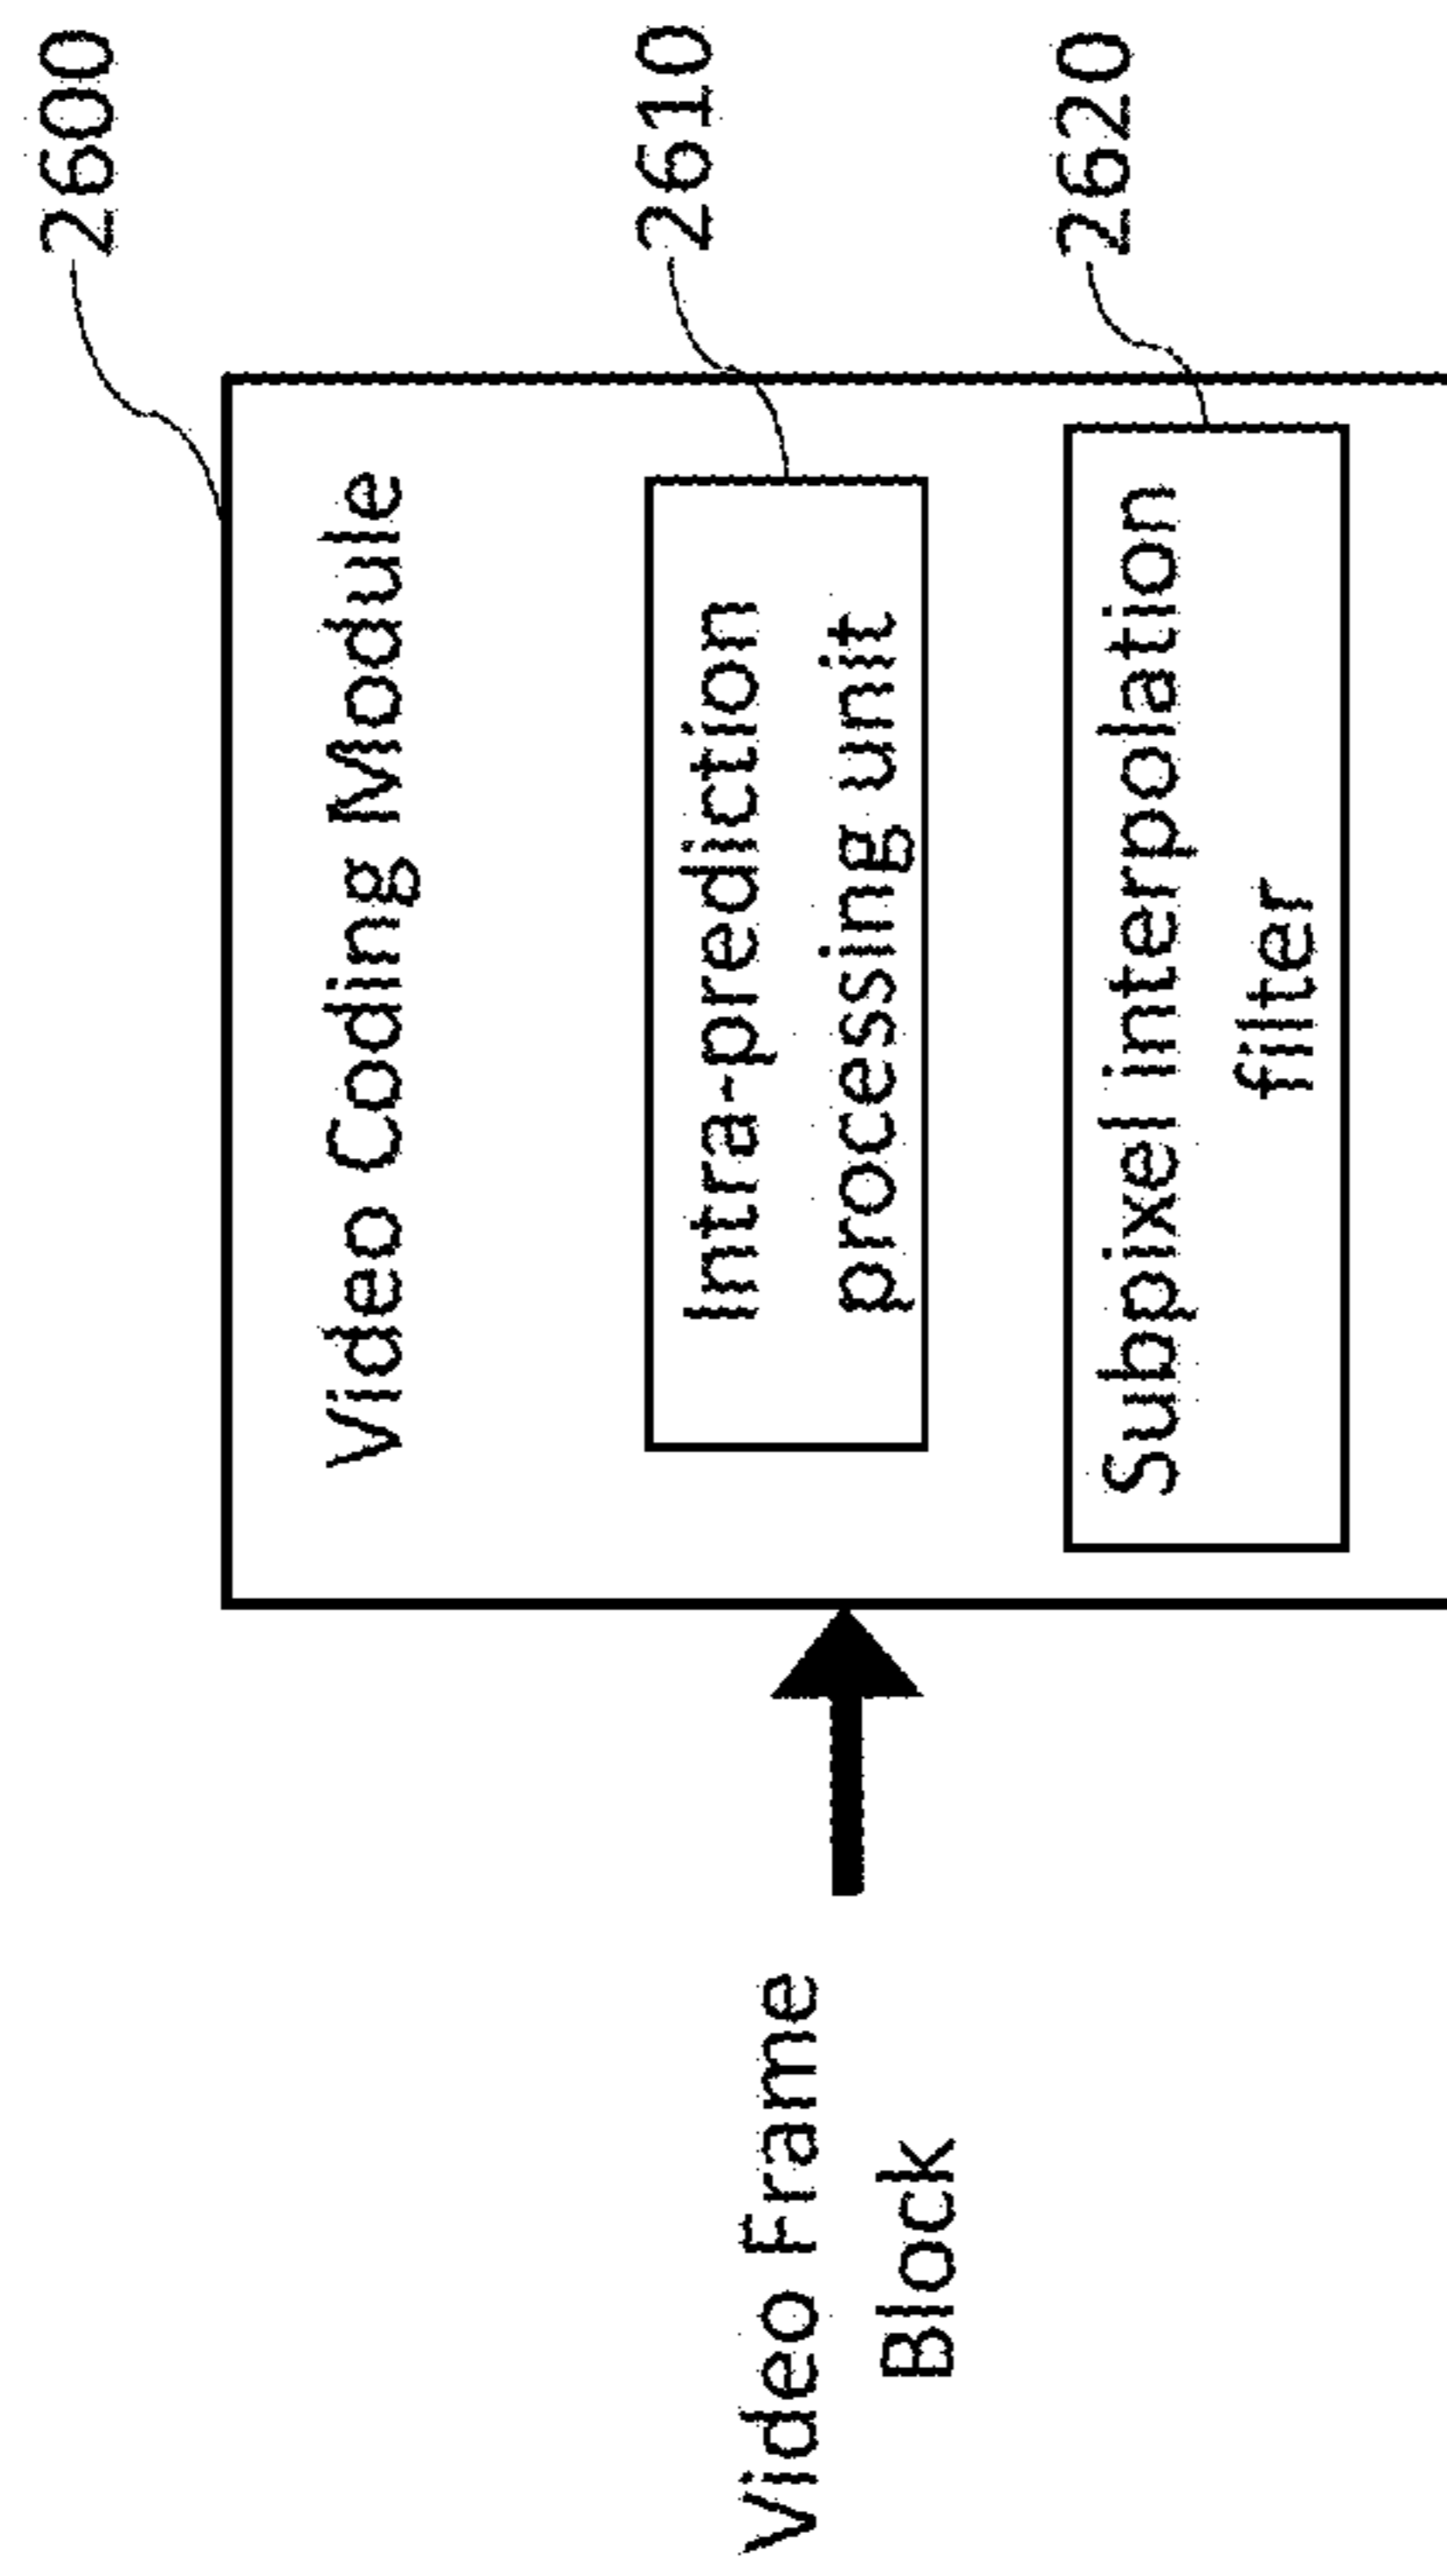 2600
Video Coding Module
2610
Intra-prediction
processing unit
2620
Subpixel interpolation
filter
Video Frame
Block